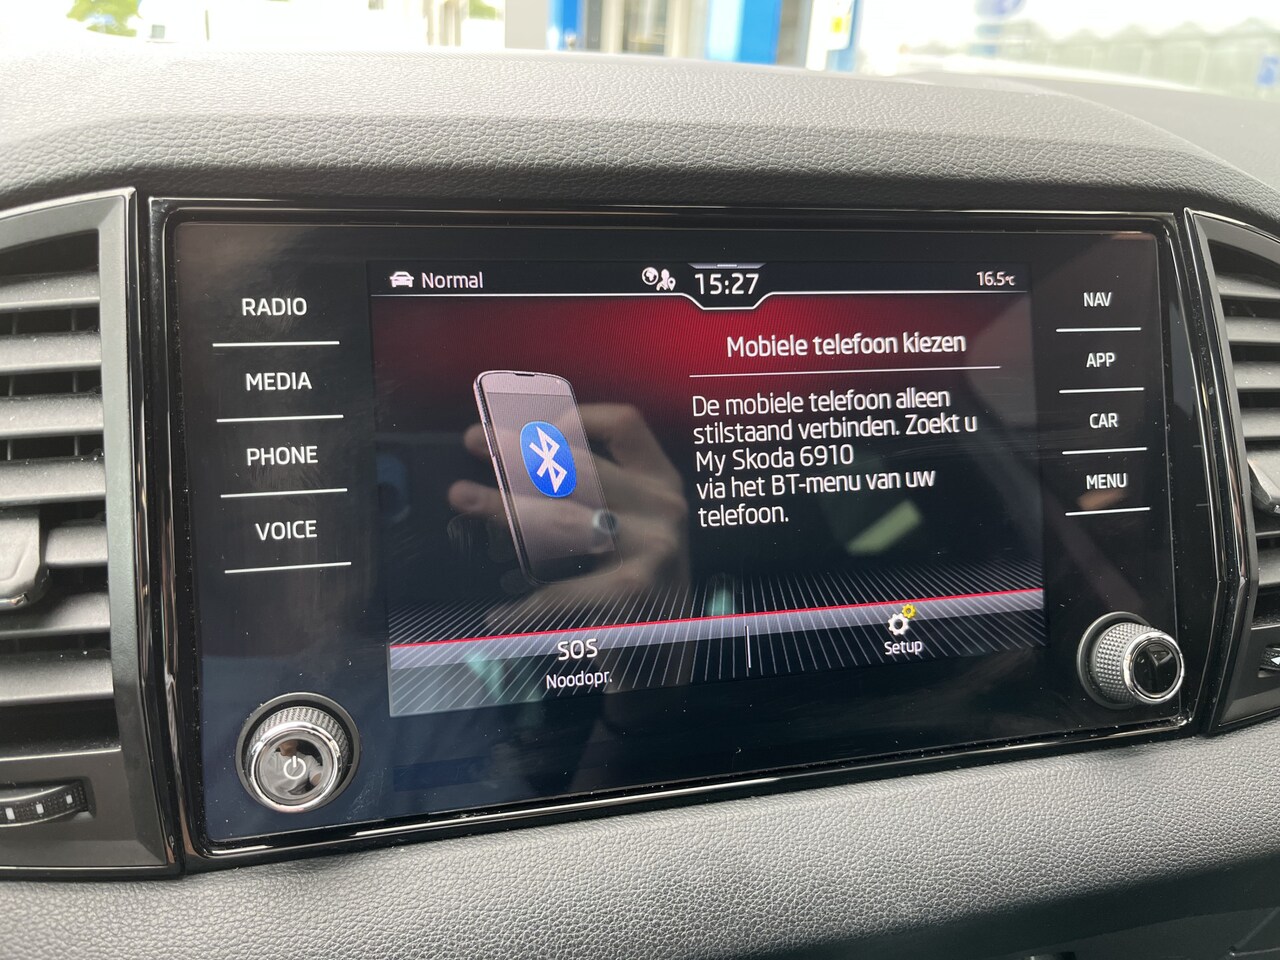 Normal
15:27
16.5°C
RADIO
MEDIA
PHONE
VOICE
NAV
APP
CAR
MENU
Mobiele telefoon kiezen
De mobiele telefoon alleen
stilstaand verbinden. Zoekt u
My Skoda 6910
via het BT-menu van uw
telefoon.
SOS
Noodopr.
Setup